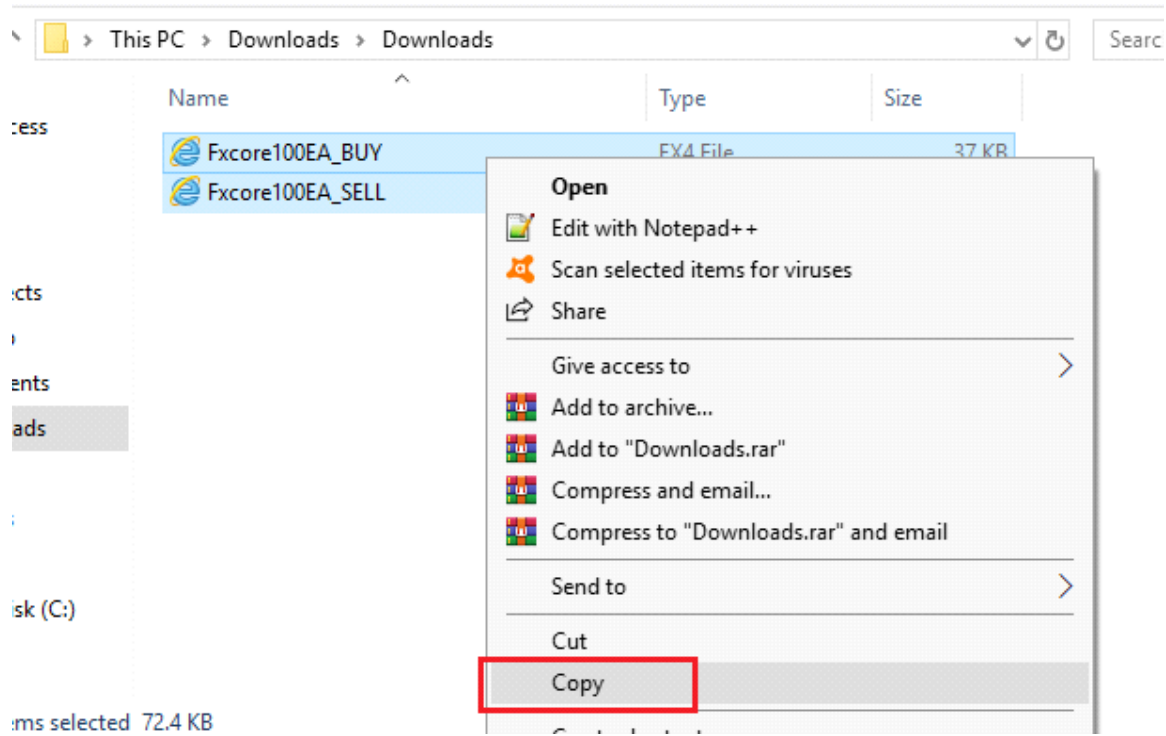 This PC > Downloads > Downloads
Searc
Name Type Size
cess
Fxcore100EA_BUY EX4 File 37 KB
Fxcore100EA_SELL
Open
Edit with Notepad++
Scan selected items for viruses
Share
ects
ents
ads
Give access to
Add to archive...
Add to "Downloads.rar"
Compress and email...
Compress to "Downloads.rar" and email
Send to
isk (C:)
Cut
Copy
ems selected 72.4 KB